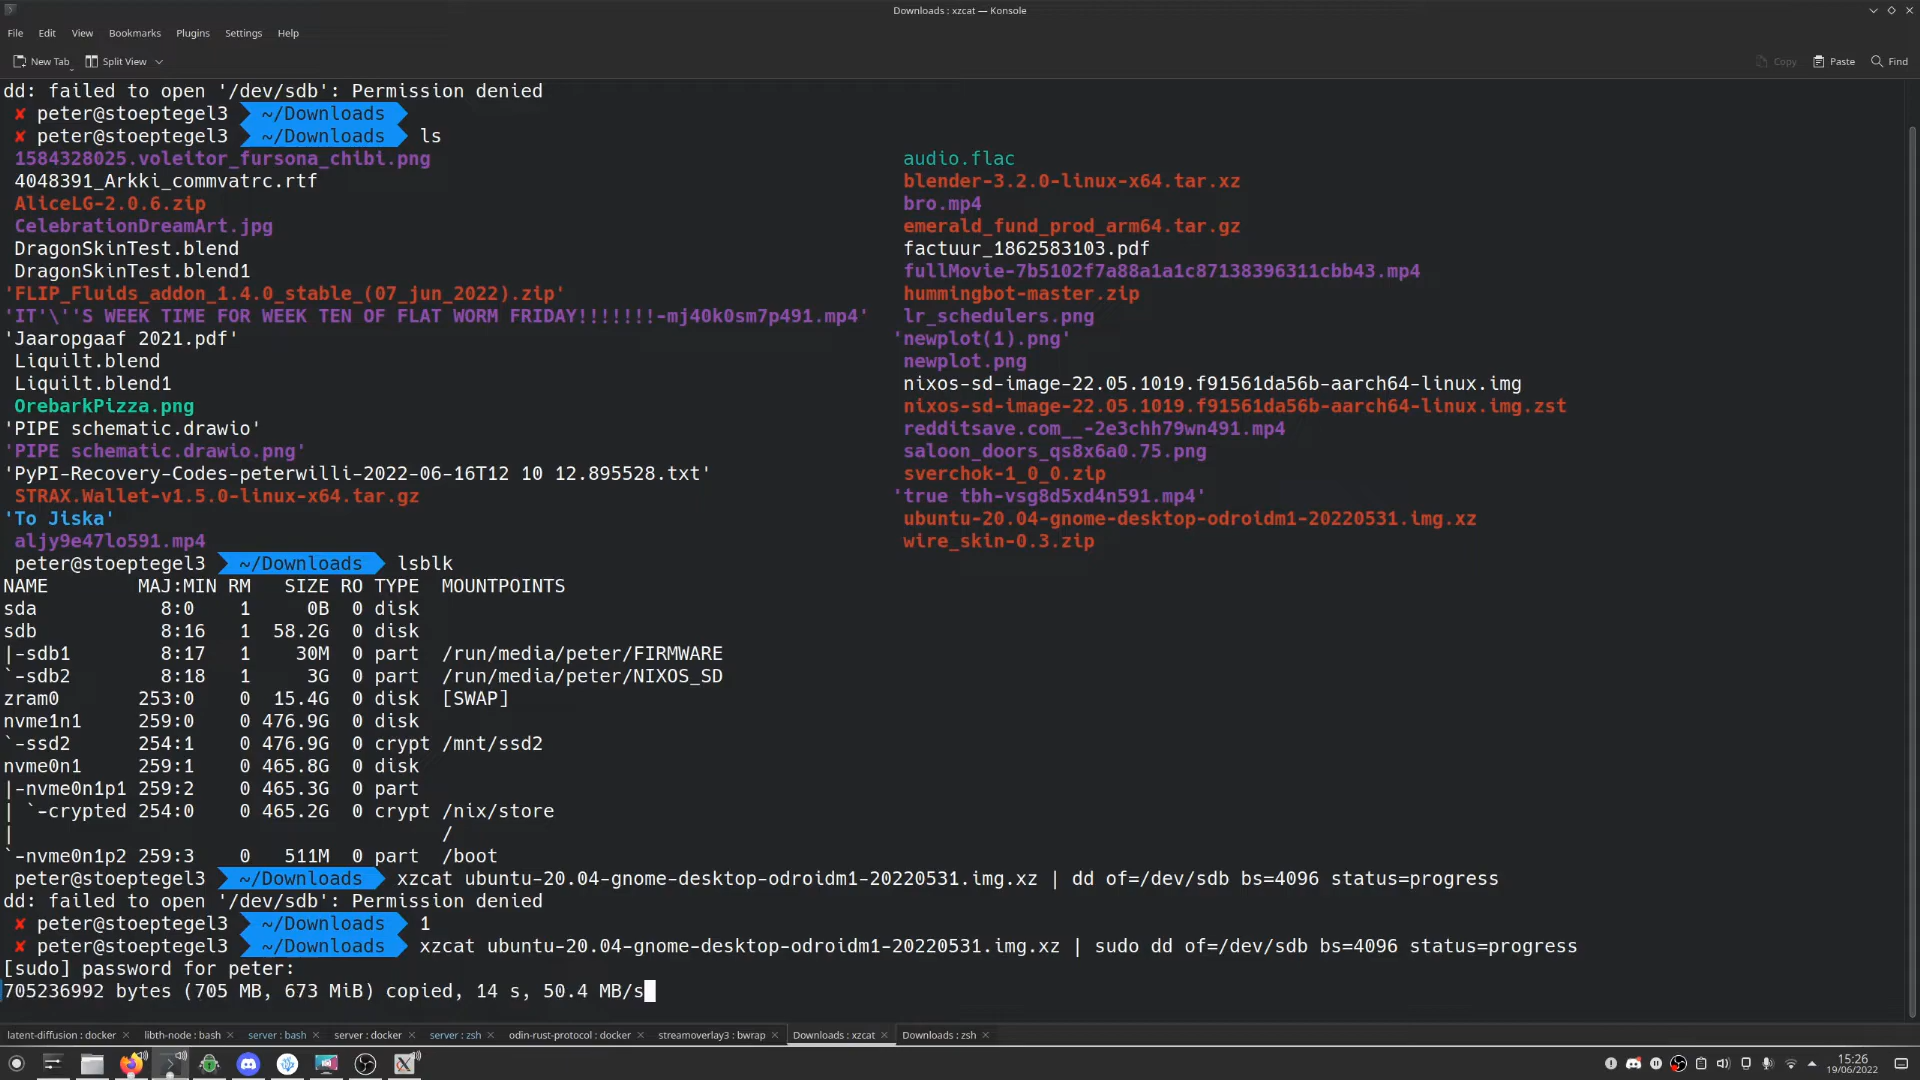 Downloads : xzcat — Konsole
File Edit View Bookmarks Plugins Settings Help
New Tab Split View Copy Paste Find
dd: failed to open '/dev/sdb': Permission denied
✘ peter@stoeptegel3 ~/Downloads
✘ peter@stoeptegel3 ~/Downloads ls
1584328025.voleitor_fursona_chibi.png audio.flac
4048391_Arkki_commvatrc.rtf blender-3.2.0-linux-x64.tar.xz
AliceLG-2.0.6.zip bro.mp4
CelebrationDreamArt.jpg emerald_fund_prod_arm64.tar.gz
DragonSkinTest.blend factuur_1862583103.pdf
DragonSkinTest.blend1 fullMovie-7b5102f7a88a1a1c87138396311cbb43.mp4
'FLIP_Fluids_addon_1.4.0_stable_(07_jun_2022).zip' hummingbot-master.zip
'IT'\''S WEEK TIME FOR WEEK TEN OF FLAT WORM FRIDAY!!!!!!!-mj40k0sm7p491.mp4' lr_schedulers.png
'Jaaropgaaf 2021.pdf' 'newplot(1).png'
Liquilt.blend newplot.png
Liquilt.blend1 nixos-sd-image-22.05.1019.f91561da56b-aarch64-linux.img
OrebarkPizza.png nixos-sd-image-22.05.1019.f91561da56b-aarch64-linux.img.zst
'PIPE schematic.drawio' redditsave.com__-2e3chh79wn491.mp4
'PIPE schematic.drawio.png' saloon_doors_qs8x6a0.75.png
'PyPI-Recovery-Codes-peterwilli-2022-06-16T12 10 12.895528.txt' sverchok-1_0_0.zip
STRAX.Wallet-v1.5.0-linux-x64.tar.gz 'true tbh-vsg8d5xd4n591.mp4'
'To Jiska' ubuntu-20.04-gnome-desktop-odroidm1-20220531.img.xz
aljy9e47lo591.mp4 wire_skin-0.3.zip
peter@stoeptegel3 ~/Downloads lsblk
NAME MAJ:MIN RM SIZE RO TYPE MOUNTPOINTS
sda 8:0 1 0B 0 disk
sdb 8:16 1 58.2G 0 disk
|-sdb1 8:17 1 30M 0 part /run/media/peter/FIRMWARE
`-sdb2 8:18 1 3G 0 part /run/media/peter/NIXOS_SD
zram0 253:0 0 15.4G 0 disk [SWAP]
nvme1n1 259:0 0 476.9G 0 disk
`-ssd2 254:1 0 476.9G 0 crypt /mnt/ssd2
nvme0n1 259:1 0 465.8G 0 disk
|-nvme0n1p1 259:2 0 465.3G 0 part
| `-crypted 254:0 0 465.2G 0 crypt /nix/store
| /
`-nvme0n1p2 259:3 0 511M 0 part /boot
peter@stoeptegel3 ~/Downloads xzcat ubuntu-20.04-gnome-desktop-odroidm1-20220531.img.xz | dd of=/dev/sdb bs=4096 status=progress
dd: failed to open '/dev/sdb': Permission denied
✘ peter@stoeptegel3 ~/Downloads 1
✘ peter@stoeptegel3 ~/Downloads xzcat ubuntu-20.04-gnome-desktop-odroidm1-20220531.img.xz | sudo dd of=/dev/sdb bs=4096 status=progress
[sudo] password for peter:
705236992 bytes (705 MB, 673 MiB) copied, 14 s, 50.4 MB/s
latent-diffusion : docker libth-node : bash server : bash server : docker server : zsh odin-rust-protocol : docker streamoverlay3 : bwrap Downloads : xzcat Downloads : zsh
15:26
19/06/2022